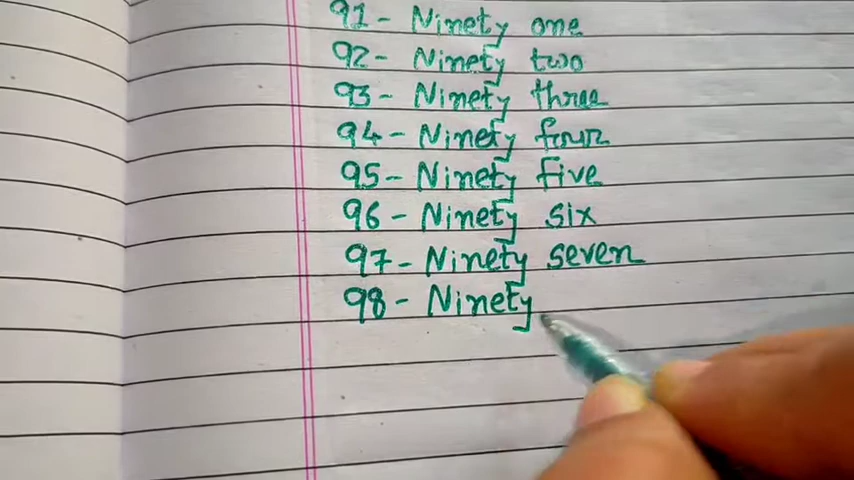 91 - Ninety one
92 - Ninety two
93 - Ninety three
94 - Ninety four
95 - Ninety five
96 - Ninety six
97 - Ninety seven
98 - Ninety